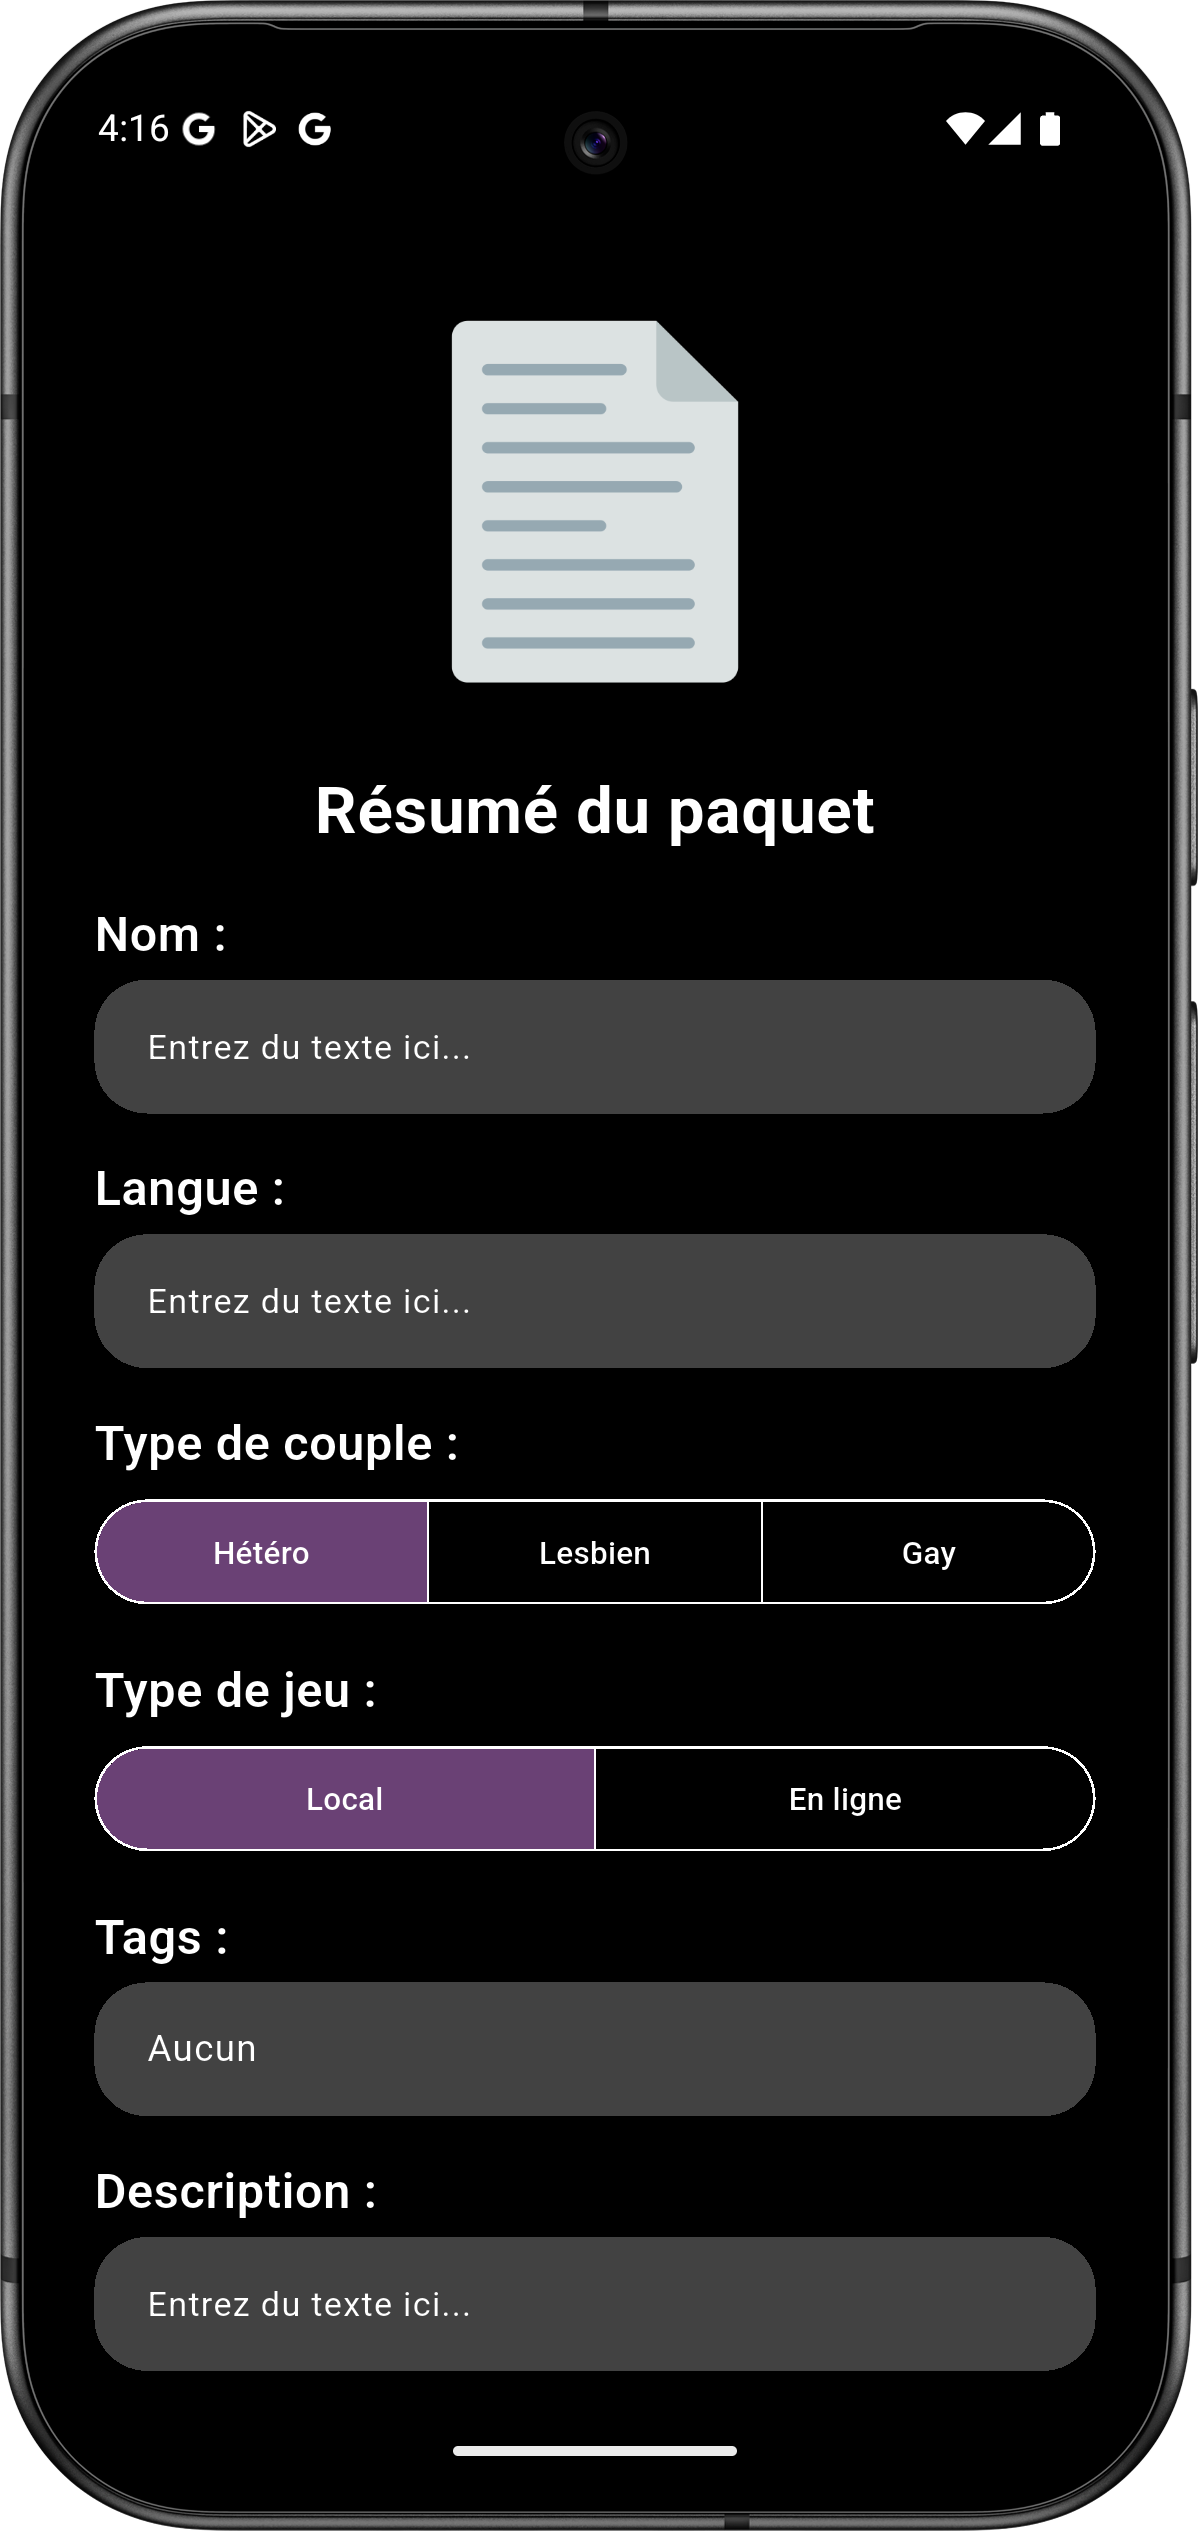 4:16
Résumé du paquet
Nom :
Entrez du texte ici...
Langue :
Entrez du texte ici...
Type de couple :
Hétéro Lesbien Gay
Type de jeu :
Local En ligne
Tags :
Aucun
Description :
Entrez du texte ici...